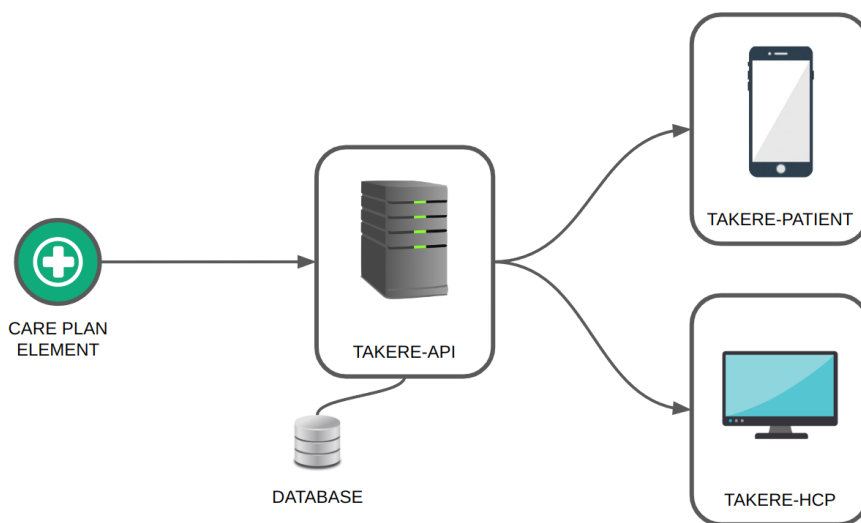 CARE PLAN
ELEMENT
TAKERE-API
DATABASE
TAKERE-PATIENT
TAKERE-HCP